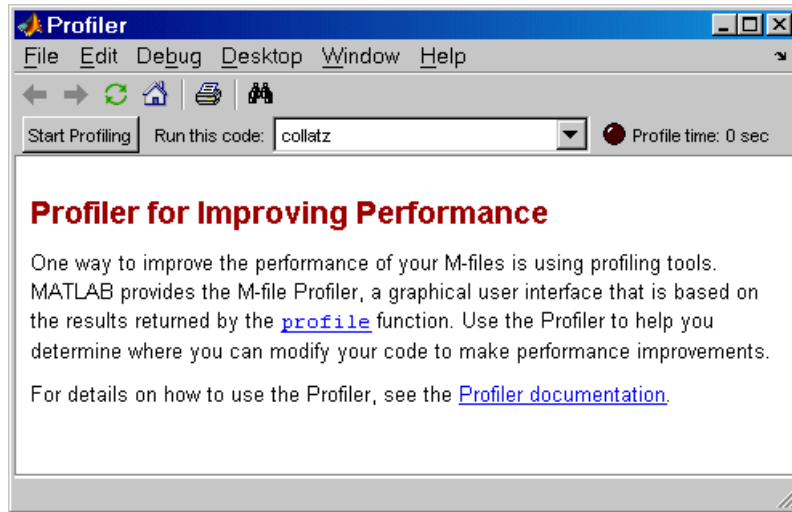 Profiler
File Edit Debug Desktop Window Help
Start Profiling Run this code: collatz Profile time: 0 sec
Profiler for Improving Performance
One way to improve the performance of your M-files is using profiling tools.
MATLAB provides the M-file Profiler, a graphical user interface that is based on
the results returned by the profile function. Use the Profiler to help you
determine where you can modify your code to make performance improvements.
For details on how to use the Profiler, see the Profiler documentation.